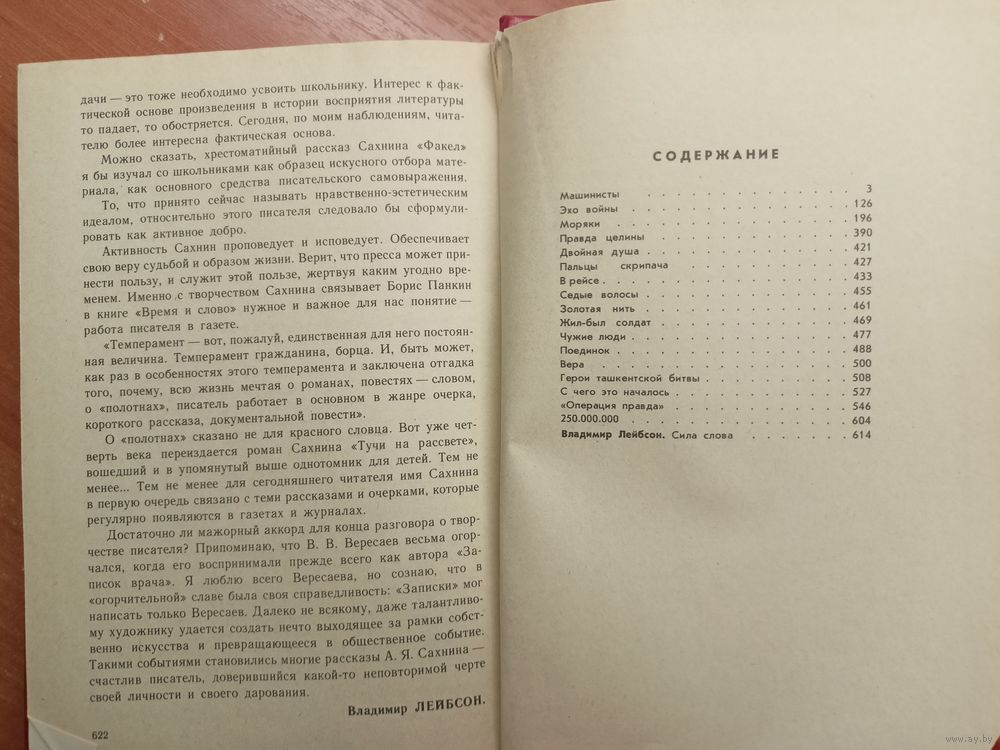 дачи — это тоже необходимо усвоить школьнику. Интерес к фак-
тической основе произведения в истории восприятия литературы
то падает, то обостряется. Сегодня, по моим наблюдениям, чита-
телю более интересна фактическая основа.
Можно сказать, хрестоматийный рассказ Сахнина «Факел»
я бы изучал со школьниками как образец искусного отбора мате-
риала, как основного средства писательского самовыражения.
То, что принято сейчас называть нравственно-эстетическим
идеалом, относительно этого писателя следовало бы сформули-
ровать как активное добро.
Активность Сахнин проповедует и исповедует. Обеспечивает
свою веру судьбой и образом жизни. Верит, что пресса может при-
нести пользу, и служит этой пользе, жертвуя каким угодно вре-
менем. Именно с творчеством Сахнина связывает Борис Панкин
в книге «Время и слово» нужное и важное для нас понятие —
работа писателя в газете.
«Темперамент — вот, пожалуй, единственная для него постоян-
ная величина. Темперамент гражданина, борца. И, быть может,
как раз в особенностях этого темперамента и заключена отгадка
того, почему, всю жизнь мечтая о романах, повестях — словом,
о «полотнах», писатель работает в основном в жанре очерка,
короткого рассказа, документальной повести».
О «полотнах» сказано не для красного словца. Вот уже чет-
верть века переиздается роман Сахнина «Тучи на рассвете»,
вошедший и в упомянутый выше однотомник для детей. Тем не
менее... Тем не менее для сегодняшнего читателя имя Сахнина
в первую очередь связано с теми рассказами и очерками, которые
регулярно появляются в газетах и журналах.
Достаточно ли мажорный аккорд для конца разговора о твор-
честве писателя? Припоминаю, что В. В. Вересаев весьма огор-
чался, когда его воспринимали прежде всего как автора «За-
писок врача». Я люблю всего Вересаева, но сознаю, что в
«огорчительной» славе была своя справедливость: «Записки» мог
написать только Вересаев. Далеко не всякому, даже талантливо-
му художнику удается создать нечто выходящее за рамки собст-
венно искусства и превращающееся в общественное событие.
Такими событиями становились многие рассказы А. Я. Сахнина —
счастлив писатель, доверившийся какой-то неповторимой черте
своей личности и своего дарования.
Владимир ЛЕЙБСОН.
622
СОДЕРЖАНИЕ
Машинисты . . . . . . . . . . . . 3
Эхо войны . . . . . . . . . . . . 126
Моряки . . . . . . . . . . . . 196
Правда целины . . . . . . . . . . . 390
Двойная душа . . . . . . . . . . . 421
Пальцы скрипача . . . . . . . . . . 427
В рейсе . . . . . . . . . . . . . 433
Седые волосы . . . . . . . . . . . 455
Золотая нить . . . . . . . . . . . 461
Жил-был солдат . . . . . . . . . . 469
Чужие люди . . . . . . . . . . . . 477
Поединок . . . . . . . . . . . . 488
Вера . . . . . . . . . . . . 500
Герои ташкентской битвы . . . . . . . . 508
С чего это началось . . . . . . . . . 527
«Операция правда» . . . . . . . . . 546
250.000.000 . . . . . . . . . . . 604
Владимир Лейбсон. Сила слова . . . . . . 614
www.ay.by